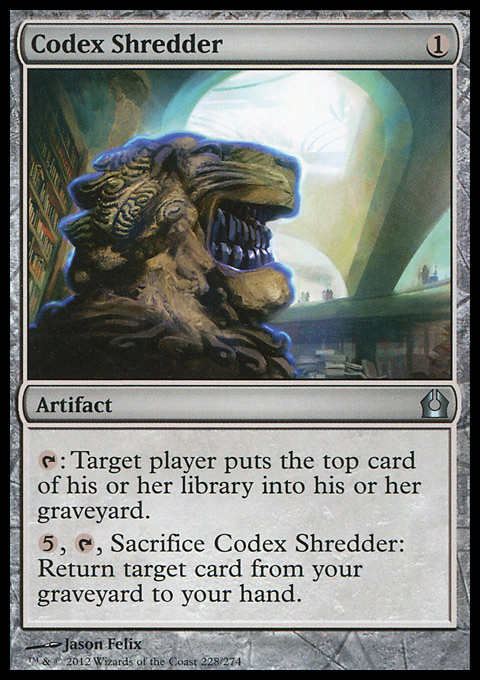 Codex Shredder 1
Artifact
: Target player puts the top card
of his or her library into his or her
graveyard.
5, , Sacrifice Codex Shredder:
Return target card from your
graveyard to your hand.
Jason Felix
™ & © 2012 Wizards of the Coast 228/274